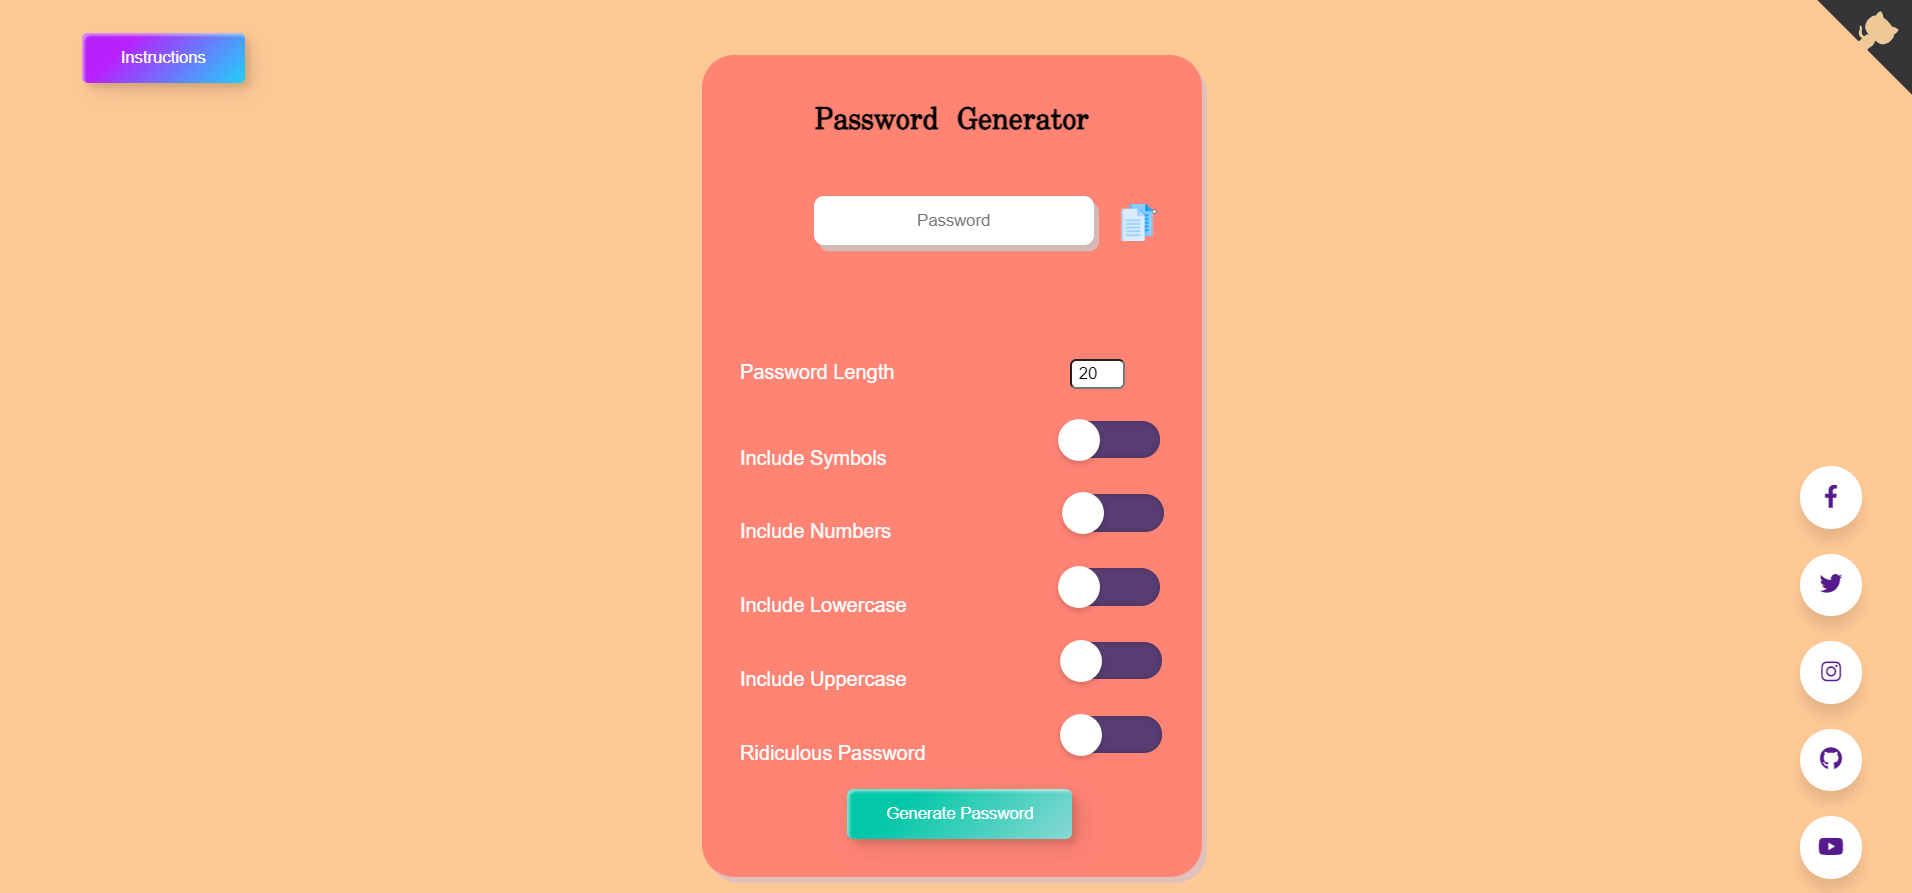 Instructions
Password Generator
Password
Password Length
20
Include Symbols
Include Numbers
Include Lowercase
Include Uppercase
Ridiculous Password
Generate Password